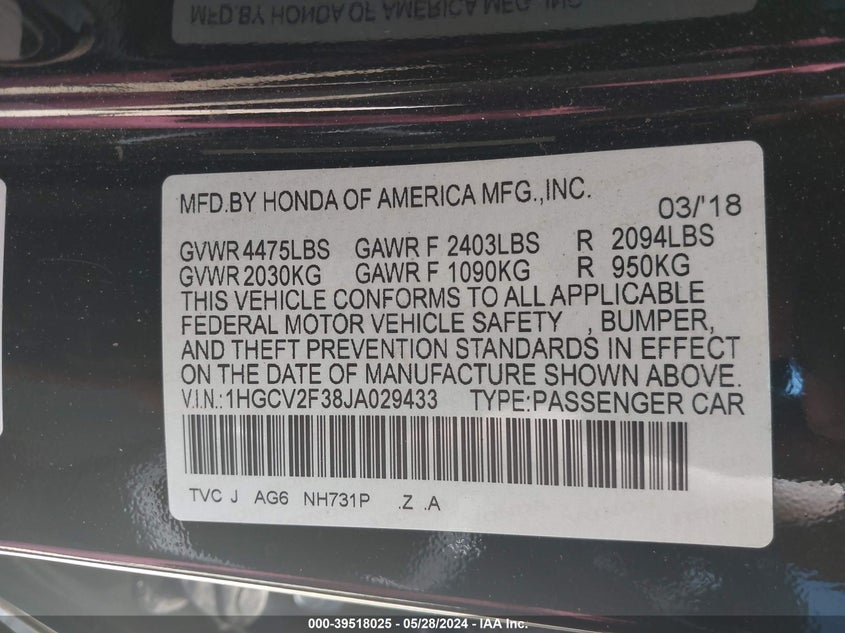 MFD.BY HONDA OF AMERICA MFG.,INC.
MFD.BY HONDA OF AMERICA MFG.,INC. 03/'18
GVWR 4475LBS GAWR F 2403LBS R 2094LBS
GVWR 2030KG GAWR F 1090KG R 950KG
THIS VEHICLE CONFORMS TO ALL APPLICABLE
FEDERAL MOTOR VEHICLE SAFETY , BUMPER,
AND THEFT PREVENTION STANDARDS IN EFFECT
ON THE DATE OF MANUFACTURE SHOWN ABOVE.
V.I.N.:1HGCV2F38JA029433 TYPE:PASSENGER CAR
TVC J AG6 NH731P .Z .A
000-39518025 - 05/28/2024 - IAA Inc.